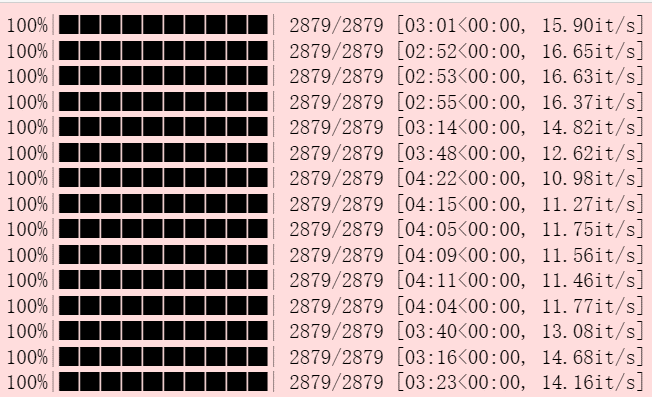 100%|██████████| 2879/2879 [03:01<00:00, 15.90it/s]
100%|██████████| 2879/2879 [02:52<00:00, 16.65it/s]
100%|██████████| 2879/2879 [02:53<00:00, 16.63it/s]
100%|██████████| 2879/2879 [02:55<00:00, 16.37it/s]
100%|██████████| 2879/2879 [03:14<00:00, 14.82it/s]
100%|██████████| 2879/2879 [03:48<00:00, 12.62it/s]
100%|██████████| 2879/2879 [04:22<00:00, 10.98it/s]
100%|██████████| 2879/2879 [04:15<00:00, 11.27it/s]
100%|██████████| 2879/2879 [04:05<00:00, 11.75it/s]
100%|██████████| 2879/2879 [04:09<00:00, 11.56it/s]
100%|██████████| 2879/2879 [04:11<00:00, 11.46it/s]
100%|██████████| 2879/2879 [04:04<00:00, 11.77it/s]
100%|██████████| 2879/2879 [03:40<00:00, 13.08it/s]
100%|██████████| 2879/2879 [03:16<00:00, 14.68it/s]
100%|██████████| 2879/2879 [03:23<00:00, 14.16it/s]